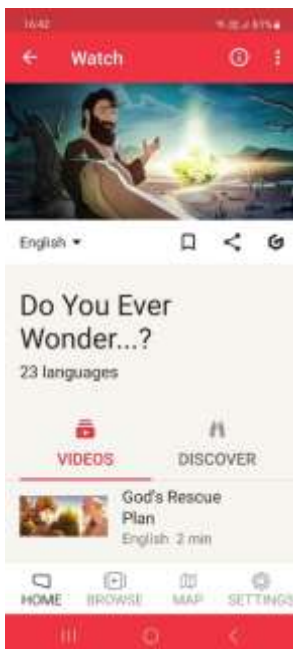 16:42
61%
Watch
English
Do You Ever
Wonder...?
23 languages
VIDEOS
DISCOVER
God's Rescue
Plan
English 2 min
HOME
BROWSE
MAP
SETTINGS